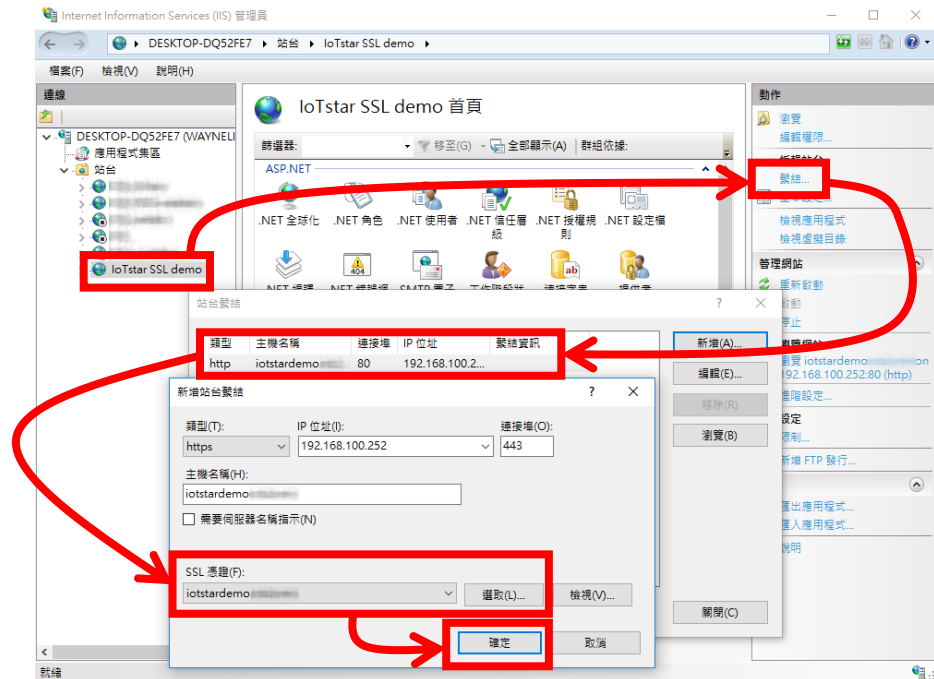 Internet Information Services (IIS) 管理員
DESKTOP-DQ52FE7 站台 IoTstar SSL demo
檔案(F) 檢視(V) 說明(H)
連線
DESKTOP-DQ52FE7 (WAYNELI
應用程式集區
站台
IoTstar SSL demo
IoTstar SSL demo 首頁
篩選器: 移至(G) 全部顯示(A) 群組依據:
ASP.NET
.NET 全球化 .NET 角色 .NET 使用者 .NET 信任層級 .NET 授權規則 .NET 設定檔
404 ab
動作
瀏覽
編輯權限...
繫結...
檢視應用程式
檢視虛擬目錄
管理網站
重新啟動
啟動
停止
瀏覽 iotstardemo on
192.168.100.252:80 (http)
進階設定...
設定
限制...
新增 FTP 發行...
匯出應用程式...
匯入應用程式...
說明
站台繫結 ?
類型 主機名稱 連接埠 IP 位址 繫結資訊
http iotstardemo 80 192.168.100.2...
新增(A)...
編輯(E)...
移除(R)
瀏覽(B)
關閉(C)
新增站台繫結 ?
類型(T): IP 位址(I): 連接埠(O):
https 192.168.100.252 443
主機名稱(H):
iotstardemo
需要伺服器名稱指示(N)
SSL 憑證(F):
iotstardemo 選取(L)... 檢視(V)...
確定 取消
就緒